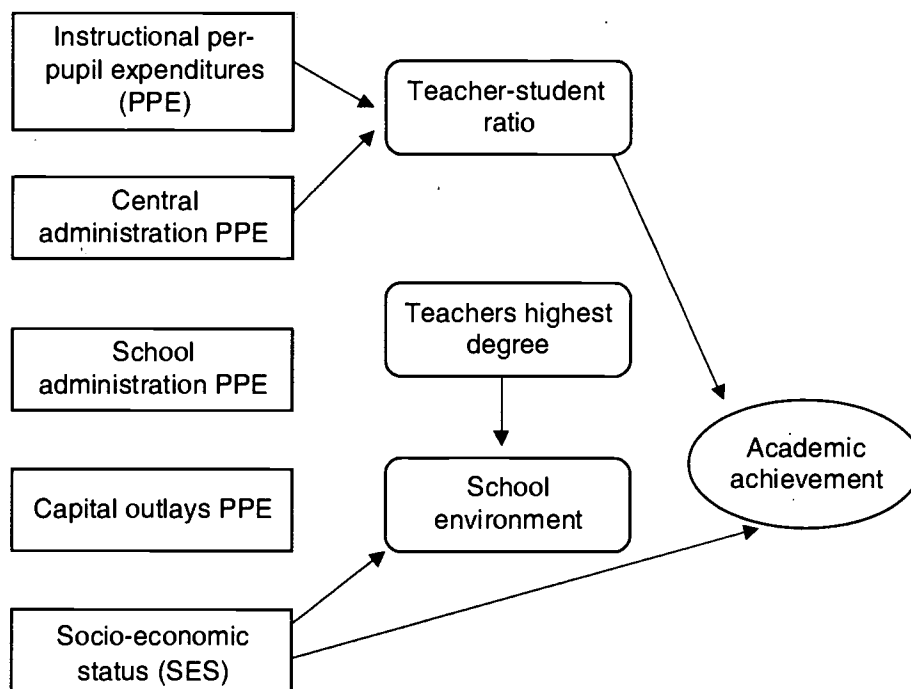 Instructional per-
pupil expenditures
(PPE)
Teacher-student
ratio
Central
administration PPE
Teachers highest
degree
School
administration PPE
Academic
achievement
Capital outlays PPE
School
environment
Socio-economic
status (SES)